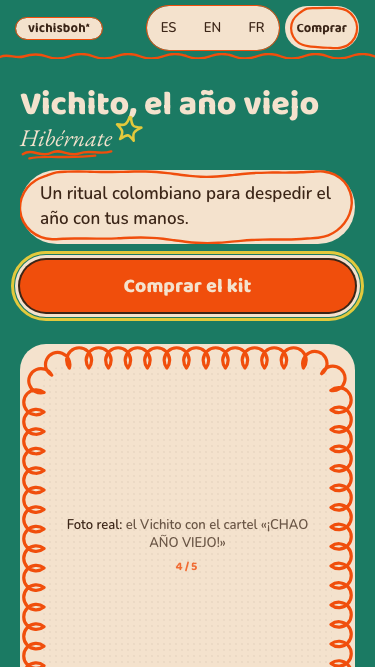 vichisboh*
ES EN FR
Comprar
Vichito, el año viejo
Hibérnate
Un ritual colombiano para despedir el
año con tus manos.
Comprar el kit
Foto real: el Vichito con el cartel «¡CHAO
AÑO VIEJO!»
4 / 5